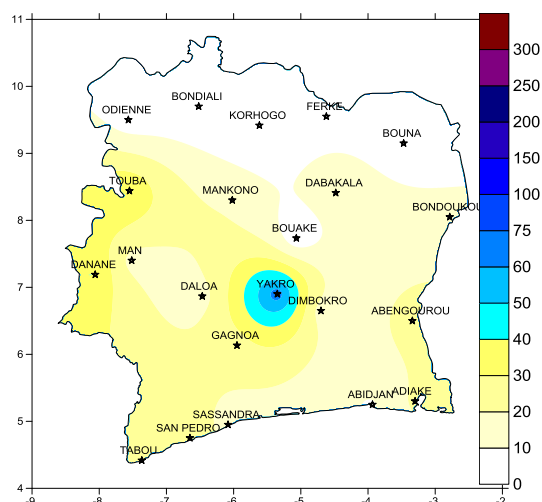 11
10
9
8
7
6
5
4
-9
-8
-7
-6
-5
-4
-3
-2
BONDIALI
ODIENNE
KORHOGO
FERKE
BOUNA
TOUBA
MANKONO
DABAKALA
BONDOUKOU
BOUAKE
MAN
DANANE
DALOA
YAKRO
DIMBOKRO
ABENGOUROU
GAGNOA
ABIDJAN
ADIAKE
SASSANDRA
SAN PEDRO
TABOU
300
250
200
150
100
75
60
50
40
30
20
10
0